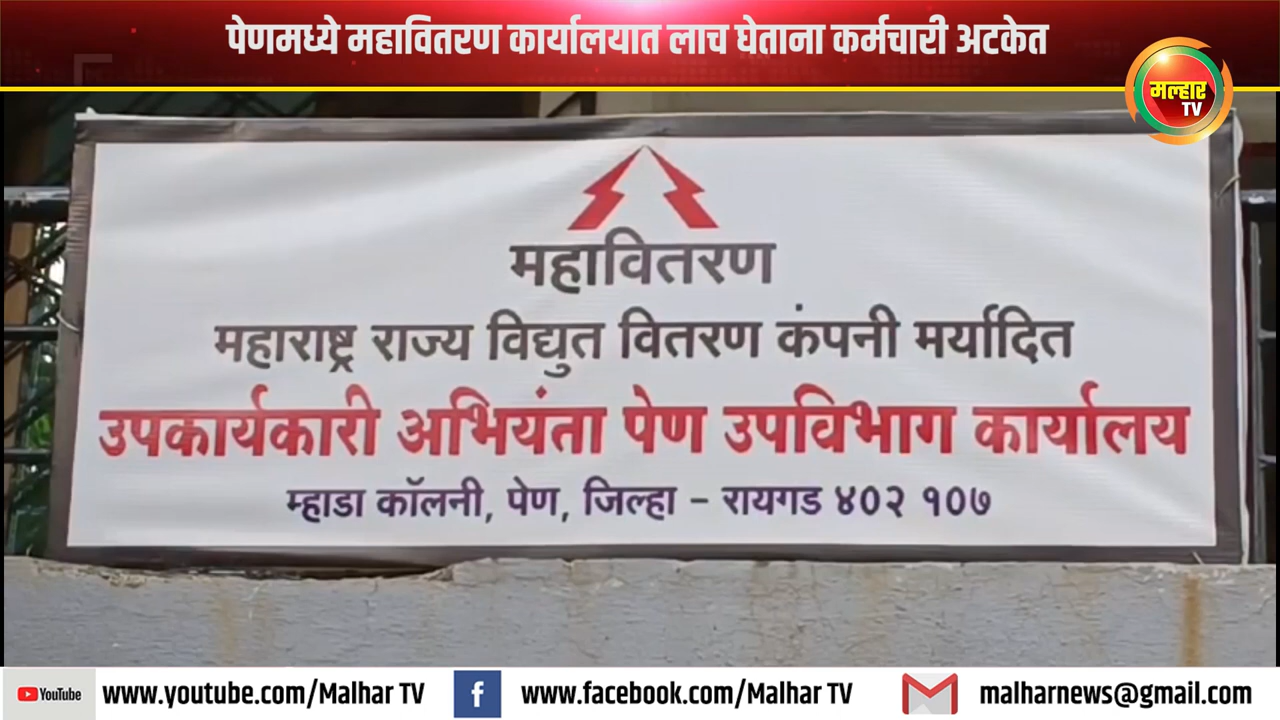 पेणमध्ये महावितरण कार्यालयात लाच घेताना कर्मचारी अटकेत
मल्हार
TV
महावितरण
महाराष्ट्र राज्य विद्युत वितरण कंपनी मर्यादित
उपकार्यकारी अभियंता पेण उपविभाग कार्यालय
म्हाडा कॉलनी, पेण, जिल्हा - रायगड ४०२ १०७
YouTube www.youtube.com/Malhar TV f www.facebook.com/Malhar TV malharnews@gmail.com